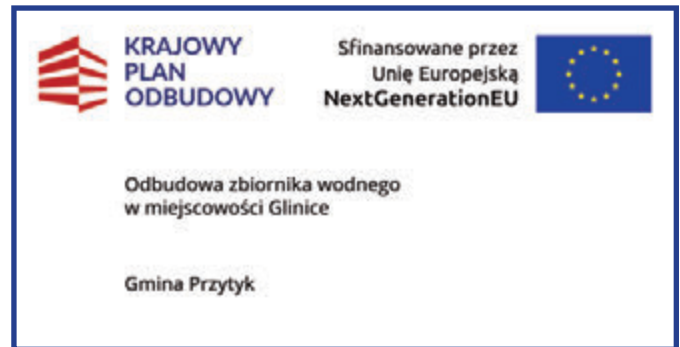 KRAJOWY
PLAN
ODBUDOWY
Sfinansowane przez
Unię Europejską
NextGenerationEU
Odbudowa zbiornika wodnego
w miejscowości Glinice
Gmina Przytyk